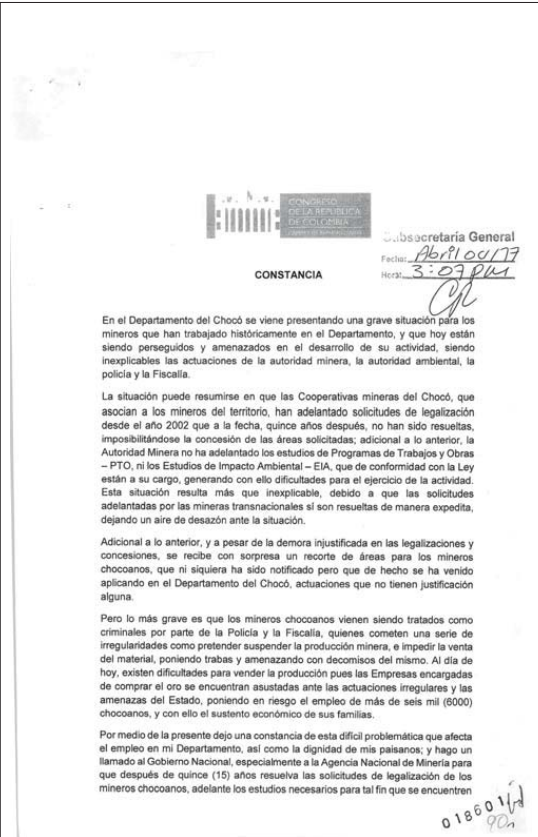 CONGRESO
DE LA REPÚBLICA
DE COLOMBIA
Subsecretaría General
Fecha: Abril 04/17
Hora: 3:07 PM
CONSTANCIA
En el Departamento del Chocó se viene presentando una grave situación para los
mineros que han trabajado históricamente en el Departamento, y que hoy están
siendo perseguidos y amenazados en el desarrollo de su actividad, siendo
inexplicables las actuaciones de la autoridad minera, la autoridad ambiental, la
policía y la Fiscalía.
La situación puede resumirse en que las Cooperativas mineras del Chocó, que
asocian a los mineros del territorio, han adelantado solicitudes de legalización
desde el año 2002 que a la fecha, quince años después, no han sido resueltas,
imposibilitándose la concesión de las áreas solicitadas; adicional a lo anterior, la
Autoridad Minera no ha adelantado los estudios de Programas de Trabajos y Obras
– PTO, ni los Estudios de Impacto Ambiental – EIA, que de conformidad con la Ley
están a su cargo, generando con ello dificultades para el ejercicio de la actividad.
Esta situación resulta más que inexplicable, debido a que las solicitudes
adelantadas por las mineras transnacionales sí son resueltas de manera expedita,
dejando un aire de desazón ante la situación.
Adicional a lo anterior, y a pesar de la demora injustificada en las legalizaciones y
concesiones, se recibe con sorpresa un recorte de áreas para los mineros
chocoanos, que ni siquiera ha sido notificado pero que de hecho se ha venido
aplicando en el Departamento del Chocó, actuaciones que no tienen justificación
alguna.
Pero lo más grave es que los mineros chocoanos vienen siendo tratados como
criminales por parte de la Policía y la Fiscalía, quienes cometen una serie de
irregularidades como pretender suspender la producción minera, e impedir la venta
del material, poniendo trabas y amenazando con decomisos del mismo. Al día de
hoy, existen dificultades para vender la producción pues las Empresas encargadas
de comprar el oro se encuentran asustadas ante las actuaciones irregulares y las
amenazas del Estado, poniendo en riesgo el empleo de más de seis mil (6000)
chocoanos, y con ello el sustento económico de sus familias.
Por medio de la presente dejo una constancia de esta difícil problemática que afecta
el empleo en mi Departamento, así como la dignidad de mis paisanos; y hago un
llamado al Gobierno Nacional, especialmente a la Agencia Nacional de Minería para
que después de quince (15) años resuelva las solicitudes de legalización de los
mineros chocoanos, adelante los estudios necesarios para tal fin que se encuentren
018601